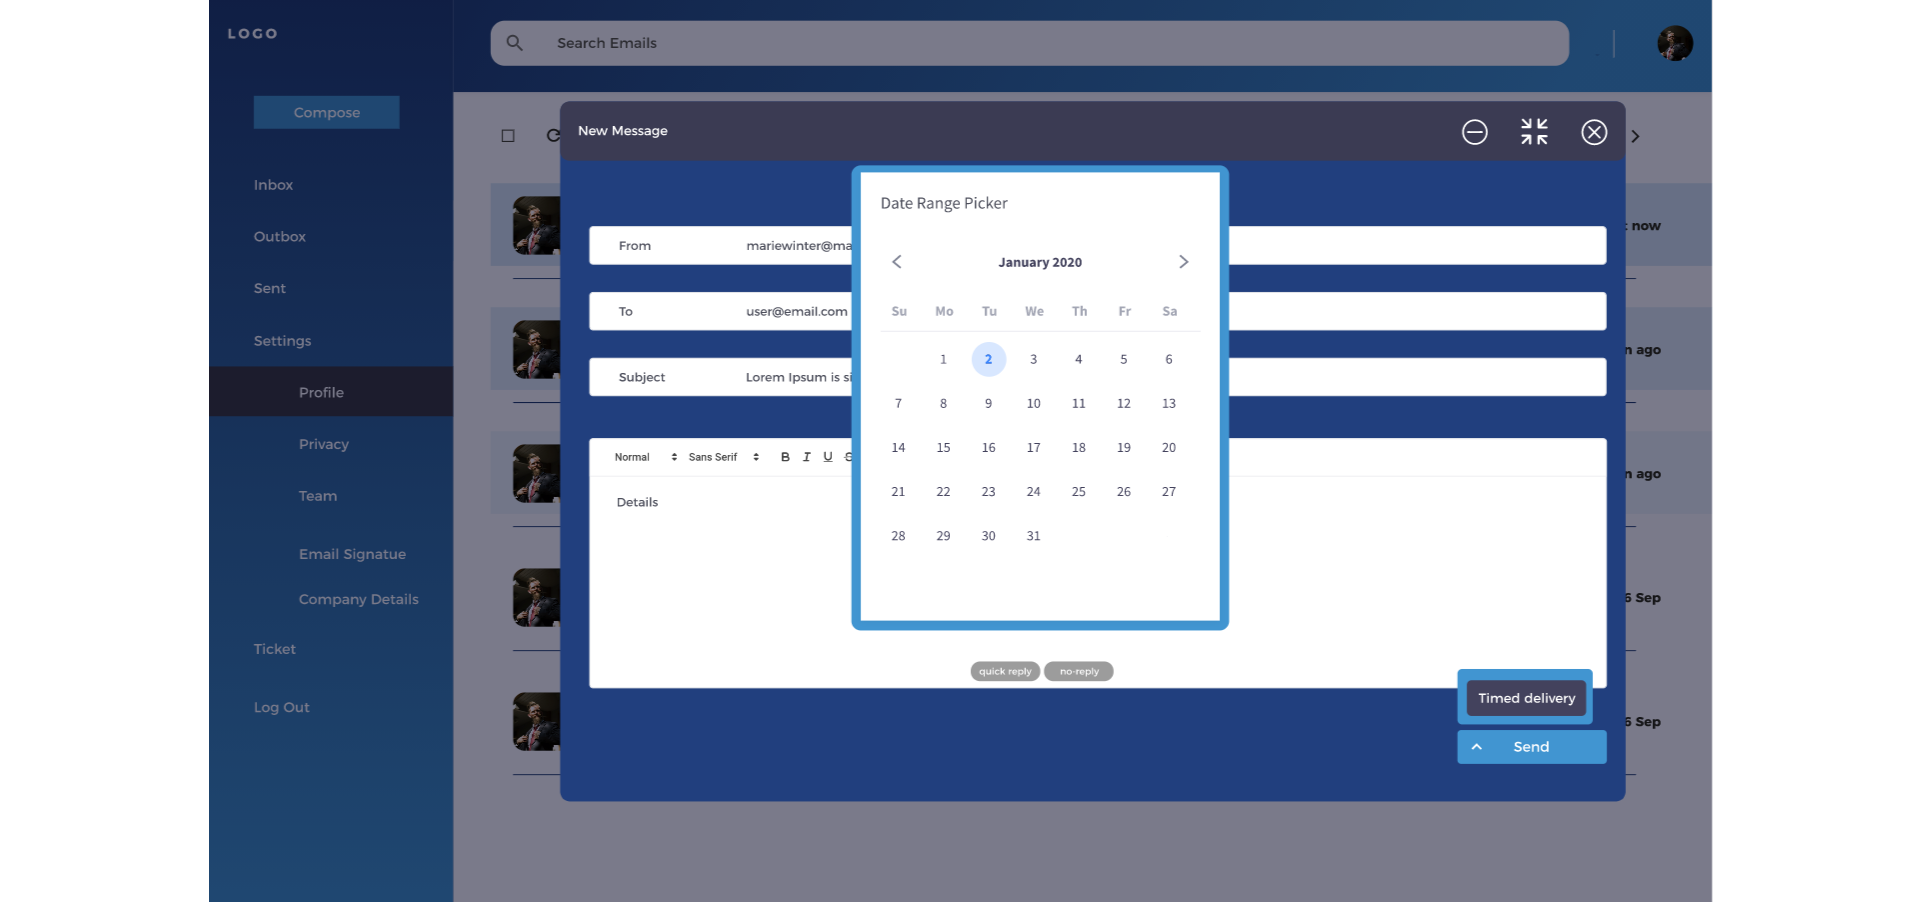 LOGO
Search Emails
Compose
Inbox
Outbox
Sent
Settings
Profile
Privacy
Team
Email Signatue
Company Details
Ticket
Log Out
New Message
From mariewinter@ma
To user@email.com
Subject Lorem Ipsum is si
Normal Sans Serif B I U S
Details
Date Range Picker
January 2020
Su Mo Tu We Th Fr Sa
1 2 3 4 5 6
7 8 9 10 11 12 13
14 15 16 17 18 19 20
21 22 23 24 25 26 27
28 29 30 31
quick reply no-reply
Timed delivery
Send
now
n ago
n ago
6 Sep
6 Sep